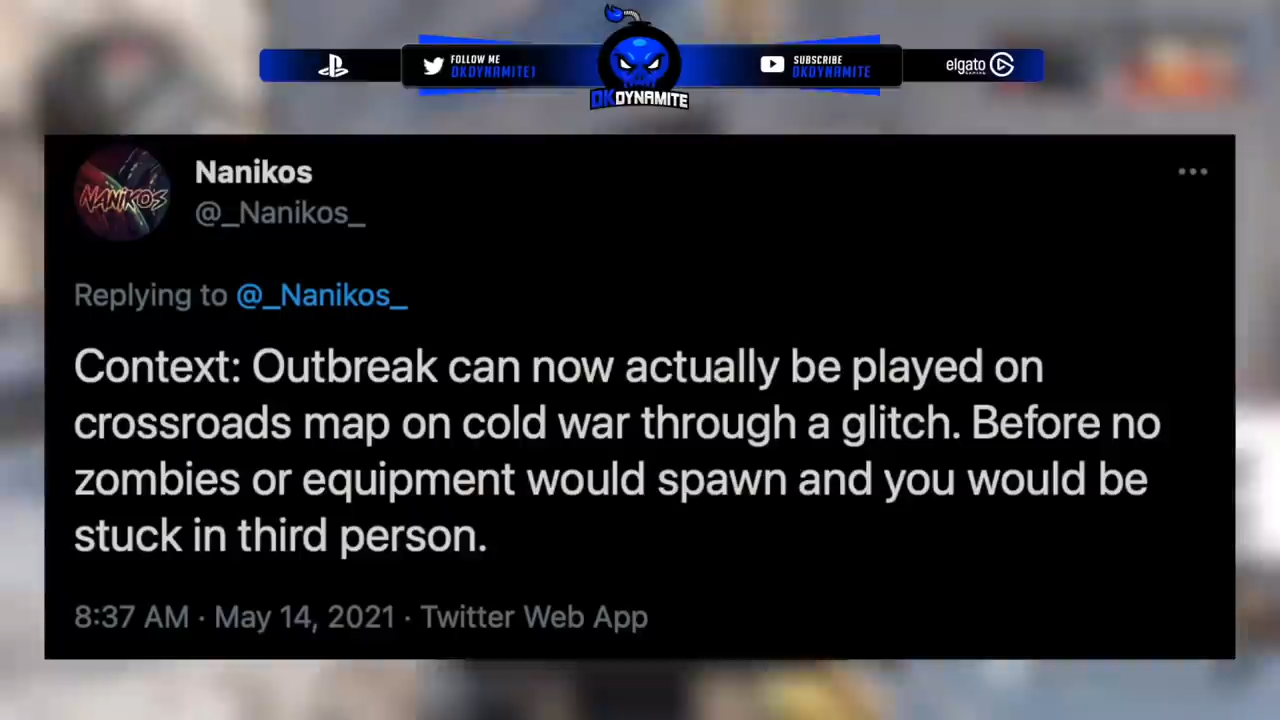 FOLLOW ME
DKDYNAMITE1
SUBSCRIBE
DKDYNAMITE
elgato
GAMING
DKDYNAMITE
NANIKOS
Nanikos
@_Nanikos_
Replying to @_Nanikos_
Context: Outbreak can now actually be played on
crossroads map on cold war through a glitch. Before no
zombies or equipment would spawn and you would be
stuck in third person.
8:37 AM · May 14, 2021 · Twitter Web App